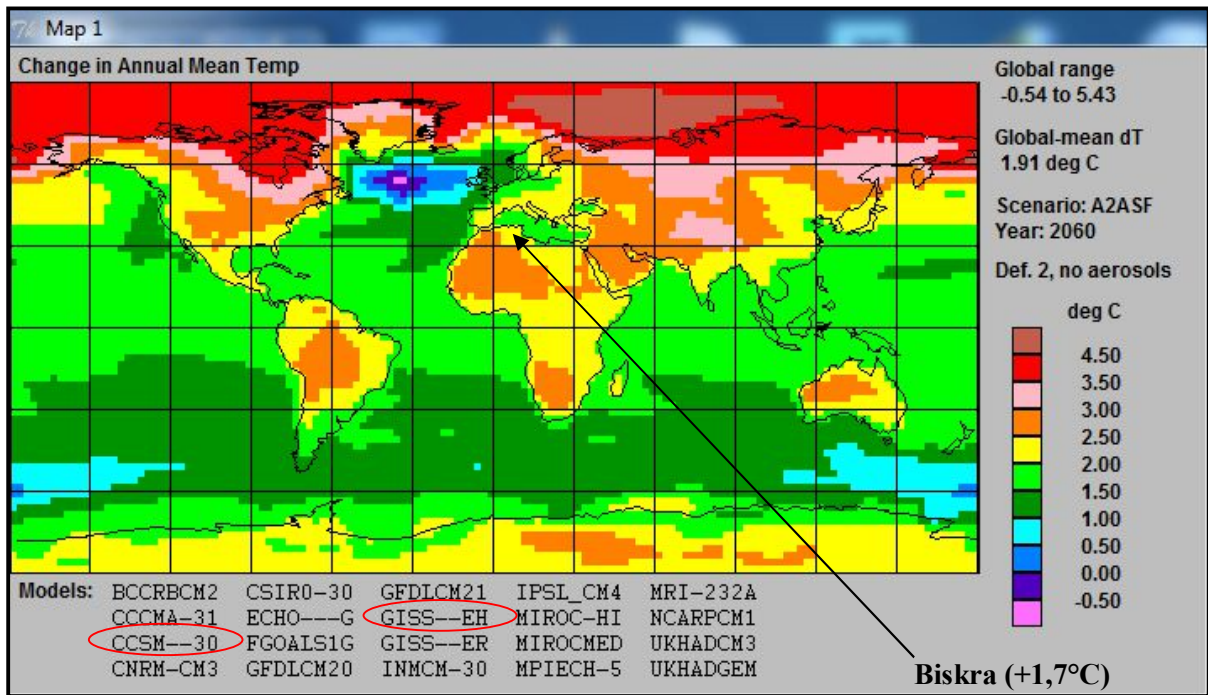 Map 1
Change in Annual Mean Temp
Global range
-0.54 to 5.43
Global-mean dT
1.91 deg C
Scenario: A2ASF
Year: 2060
Def. 2, no aerosols
deg C
4.50
3.50
3.00
2.50
2.00
1.50
1.00
0.50
0.00
-0.50
Models: BCCRBCM2 CSIR0-30 GFDLCM21 IPSL_CM4 MRI-232A
CCCMA-31 ECHO---G GISS--EH MIROC-HI NCARPCM1
CCSM--30 FGOALS1G GISS--ER MIROCMED UKHADCM3
CNRM-CM3 GFDLCM20 INMCM-30 MPIECH-5 UKHADGEM
Biskra (+1,7°C)